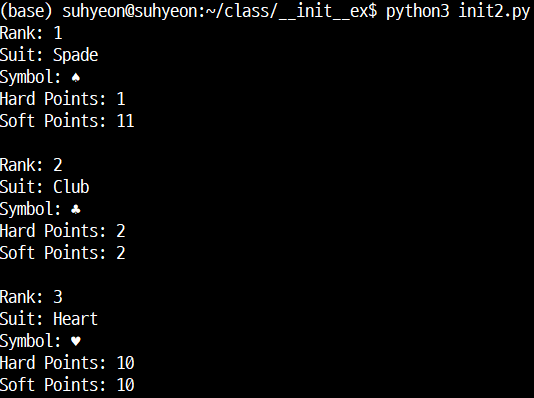 (base) suhyeon@suhyeon:~/class/__init__ex$ python3 init2.py
Rank: 1
Suit: Spade
Symbol: ♠
Hard Points: 1
Soft Points: 11

Rank: 2
Suit: Club
Symbol: ♣
Hard Points: 2
Soft Points: 2

Rank: 3
Suit: Heart
Symbol: ♥
Hard Points: 10
Soft Points: 10